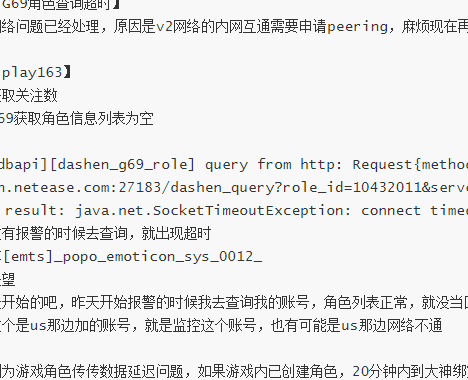 G69角色查询超时】
网络问题已经处理，原因是v2网络的内网互通需要申请peering，麻烦现在再
play163】
获取关注数
69获取角色信息列表为空
dbapi][dashen_g69_role] query from http: Request{metho
m.netease.com:27183/dashen_query?role_id=10432011&serve
result: java.net.SocketTimeoutException: connect time
有报警的时候去查询，就出现超时
[emts]_popo_emoticon_sys_0012_
望
开始的吧，昨天开始报警的时候我去查询我的账号，角色列表正常，就没当
个是us那边加的账号，就是监控这个账号，也有可能是us那边网络不通
为游戏角色传传数据延迟问题，如果游戏内已创建角色，20分钟内到大神绑